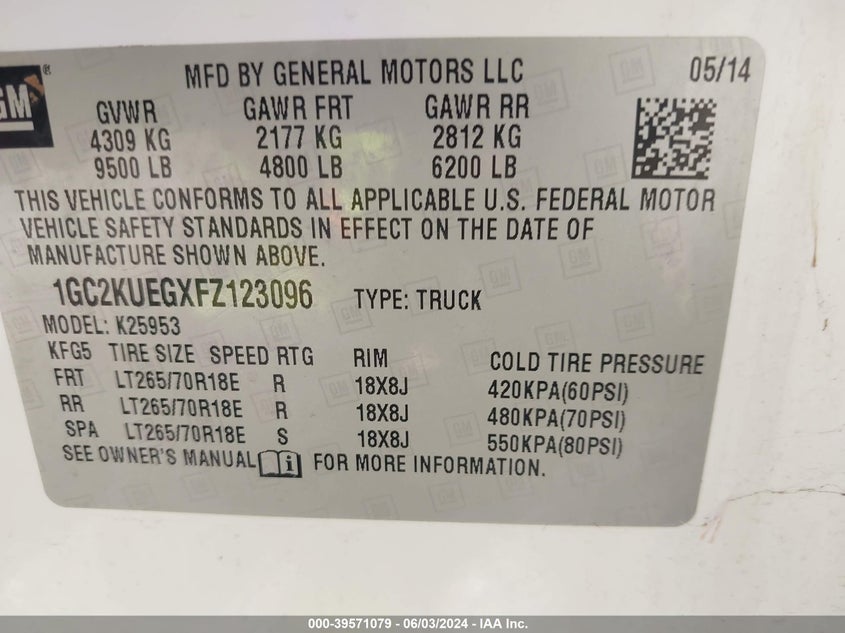 GM ®
MFD BY GENERAL MOTORS LLC 05/14
GVWR GAWR FRT GAWR RR
4309 KG 2177 KG 2812 KG
9500 LB 4800 LB 6200 LB
THIS VEHICLE CONFORMS TO ALL APPLICABLE U.S. FEDERAL MOTOR
VEHICLE SAFETY STANDARDS IN EFFECT ON THE DATE OF
MANUFACTURE SHOWN ABOVE.
1GC2KUEGXFZ123096 TYPE: TRUCK
MODEL: K25953
KFG5 TIRE SIZE SPEED RTG RIM COLD TIRE PRESSURE
FRT LT265/70R18E R 18X8J 420KPA(60PSI)
RR LT265/70R18E R 18X8J 480KPA(70PSI)
SPA LT265/70R18E S 18X8J 550KPA(80PSI)
SEE OWNER'S MANUAL i FOR MORE INFORMATION.
000-39571079 - 06/03/2024 - IAA Inc.